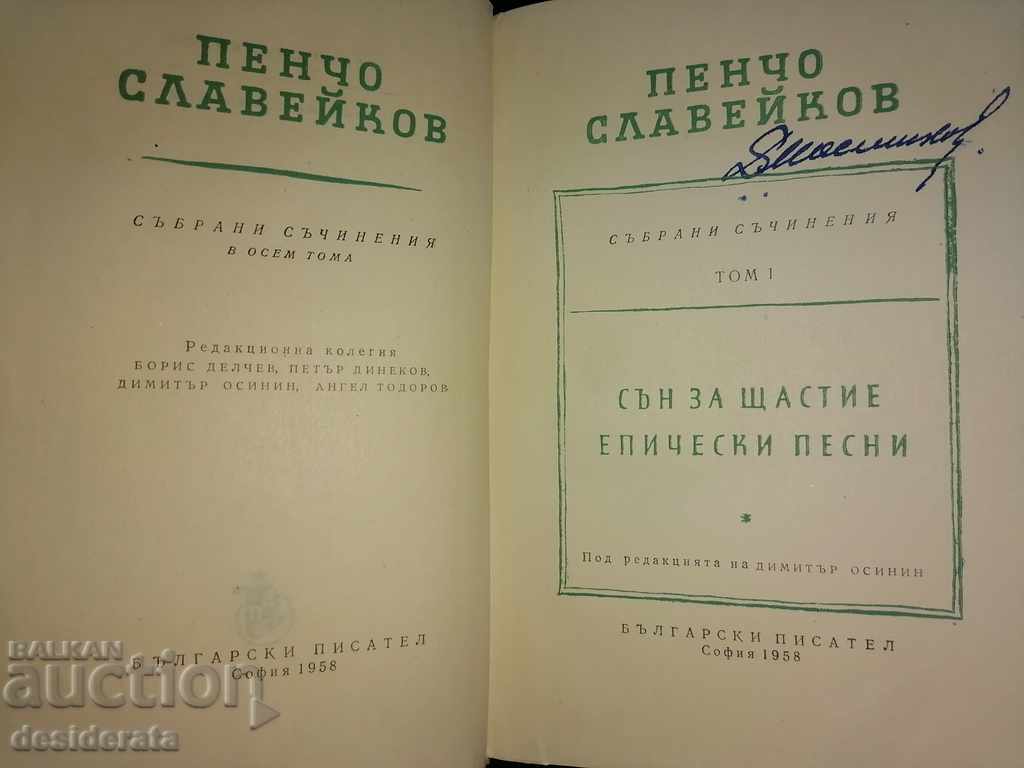 ПЕНЧО
СЛАВЕЙКОВ
СЪБРАНИ СЪЧИНЕНИЯ
В ОСЕМ ТОМА
Редакционна колегия
БОРИС ДЕЛЧЕВ, ПЕТЪР ДИНЕКОВ,
ДИМИТЪР ОСИНИН, АНГЕЛ ТОДОРОВ
БЪЛГАРСКИ ПИСАТЕЛ
София 1958
BALKAN
auction
desiderata
ПЕНЧО
СЛАВЕЙКОВ
СЪБРАНИ СЪЧИНЕНИЯ
ТОМ I
СЪН ЗА ЩАСТИЕ
ЕПИЧЕСКИ ПЕСНИ
*
Под редакцията на ДИМИТЪР ОСИНИН
БЪЛГАРСКИ ПИСАТЕЛ
София 1958